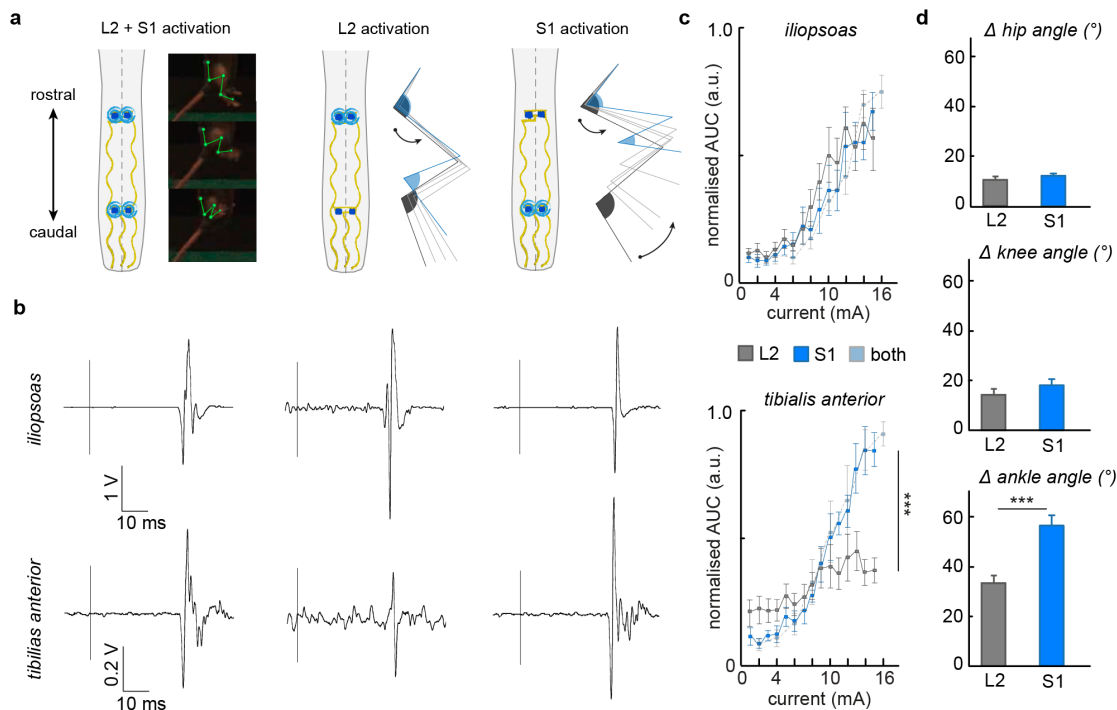 a
L2 + S1 activation
L2 activation
S1 activation
rostral
caudal
b
iliopsoas
1 V
10 ms
tibilias anterior
0.2 V
10 ms
c
iliopsoas
normalised AUC (a.u.)
1.0
0
0 4 10 16
current (mA)
L2 S1 both
tibialis anterior
normalised AUC (a.u.)
1.0
1.0
0 4 10 16
current (mA)
***
d
Δ hip angle (°)
60
40
20
0
L2 S1
Δ knee angle (°)
60
40
20
0
L2 S1
Δ ankle angle (°)
***
60
40
20
0
L2 S1